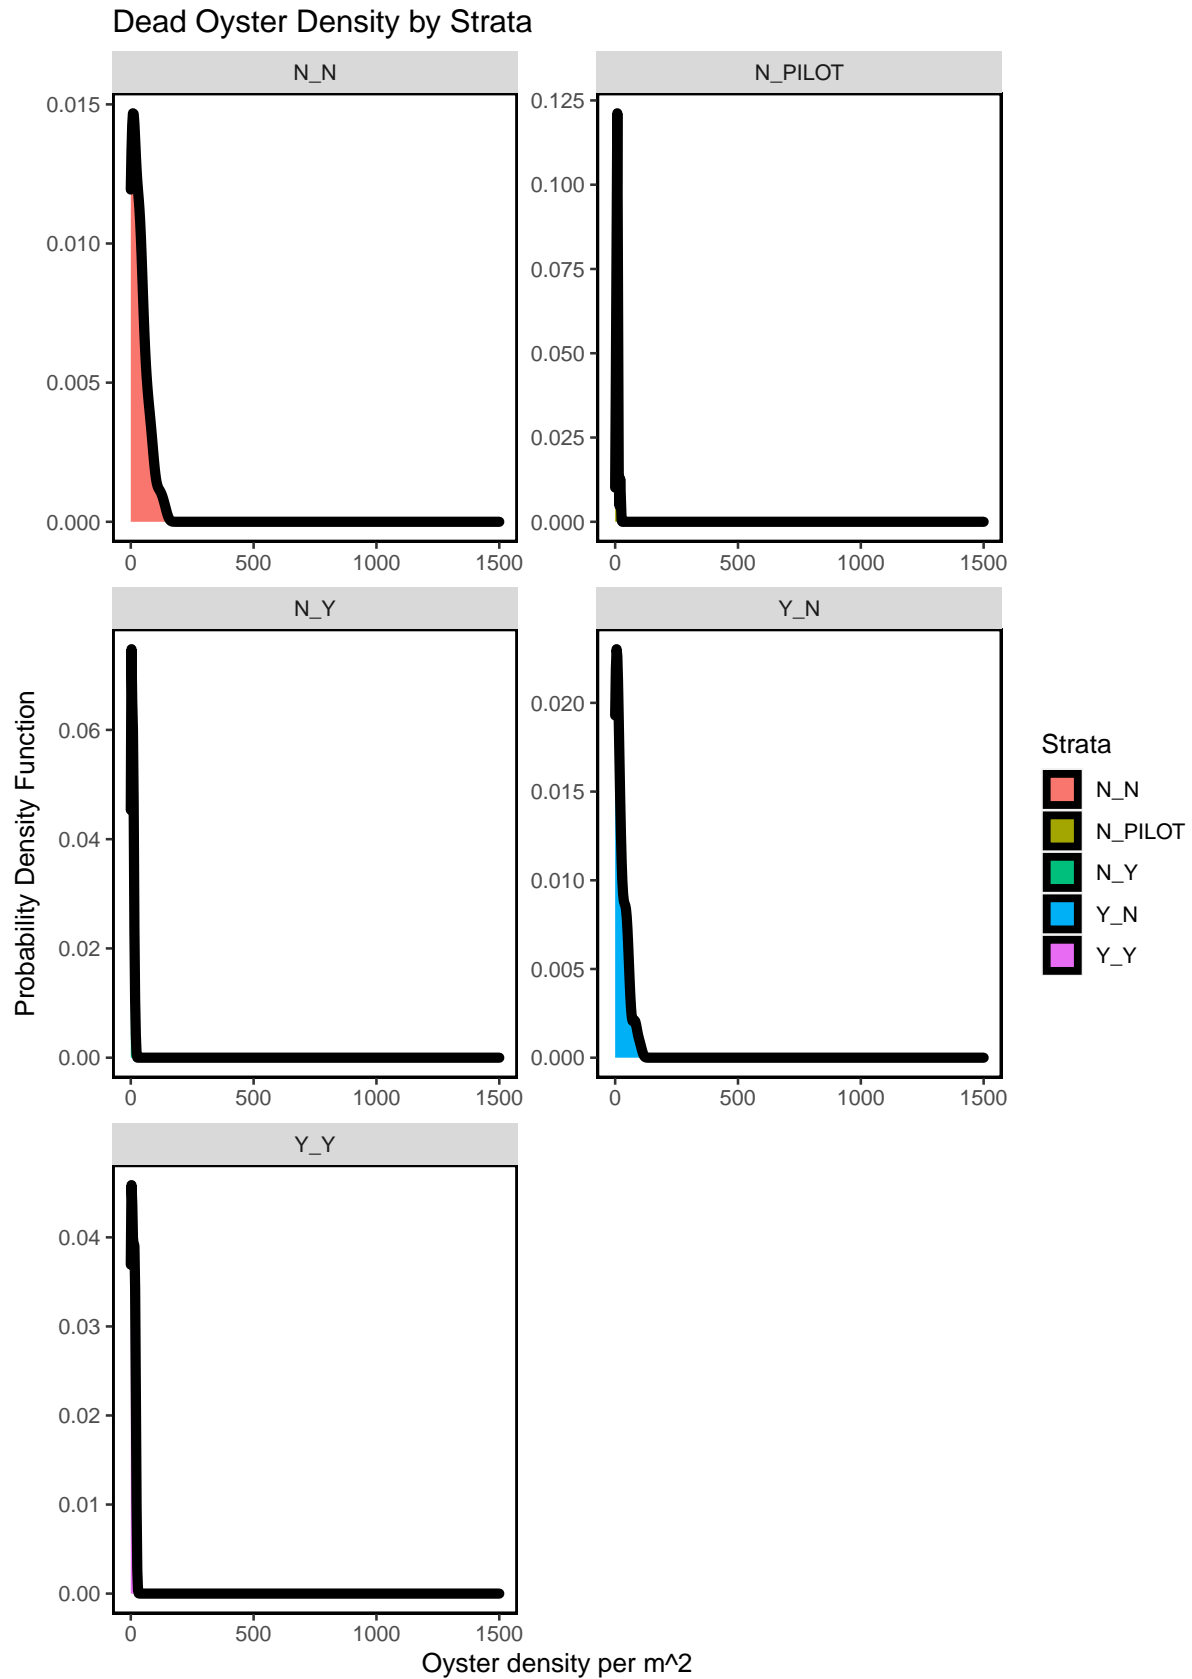 Dead Oyster Density by Strata
N_N
N_PILOT
0.015
0.010
0.005
0.000
0.125
0.100
0.075
0.050
0.025
0.000
0 500 1000 1500
0 500 1000 1500
N_Y
Y_N
0.06
0.04
0.02
0.00
0.020
0.015
0.010
0.005
0.000
0 500 1000 1500
0 500 1000 1500
Y_Y
0.04
0.03
0.02
0.01
0.00
0 500 1000 1500
Probability Density Function
Oyster density per m^2
Strata
N_N
N_PILOT
N_Y
Y_N
Y_Y